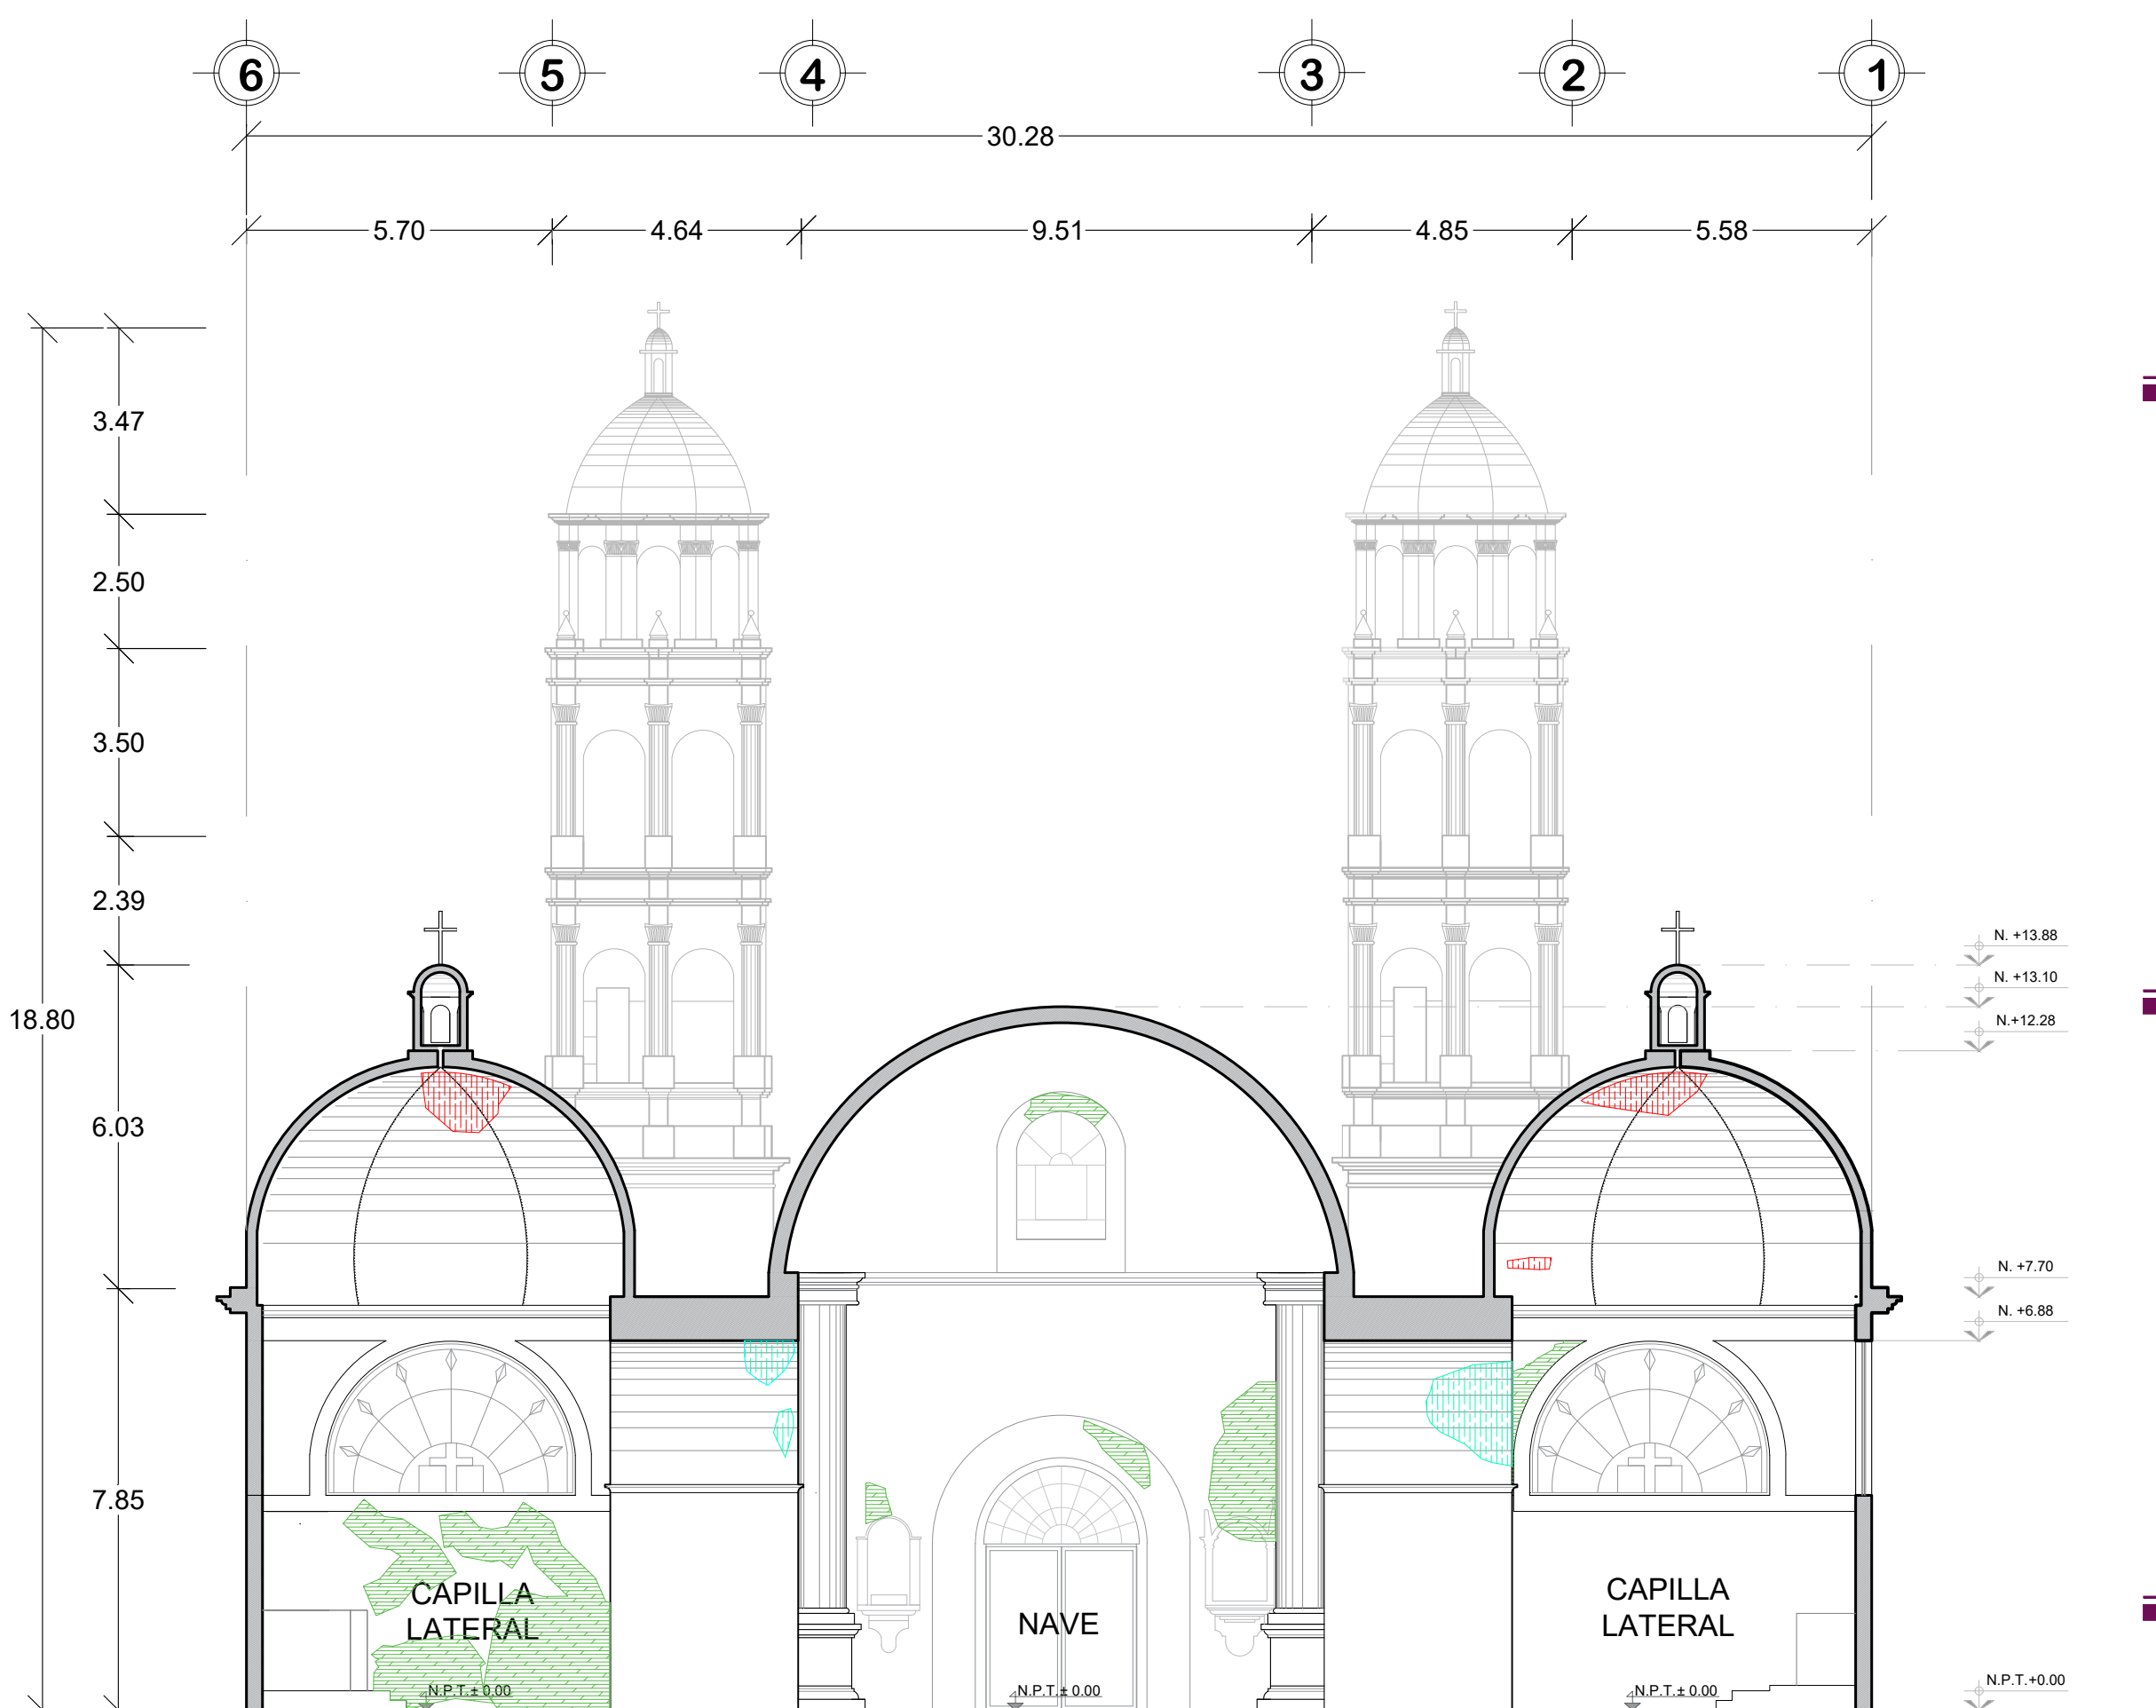 6 5 4 3 2 1
30.28
5.70 4.64 9.51 4.85 5.58
3.47
2.50
3.50
2.39
N. +13.88
N. +13.10
18.80
N.+12.28
6.03
N. +7.70
N. +6.88
7.85
CAPILLA
LATERAL
NAVE
CAPILLA
LATERAL
N.P.T.± 0.00
N.P.T.± 0.00
N.P.T.± 0.00
N.P.T.+0.00